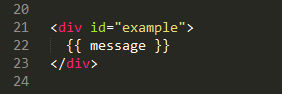 20
21 <div id="example">
22   {{ message }}
23 </div>
24